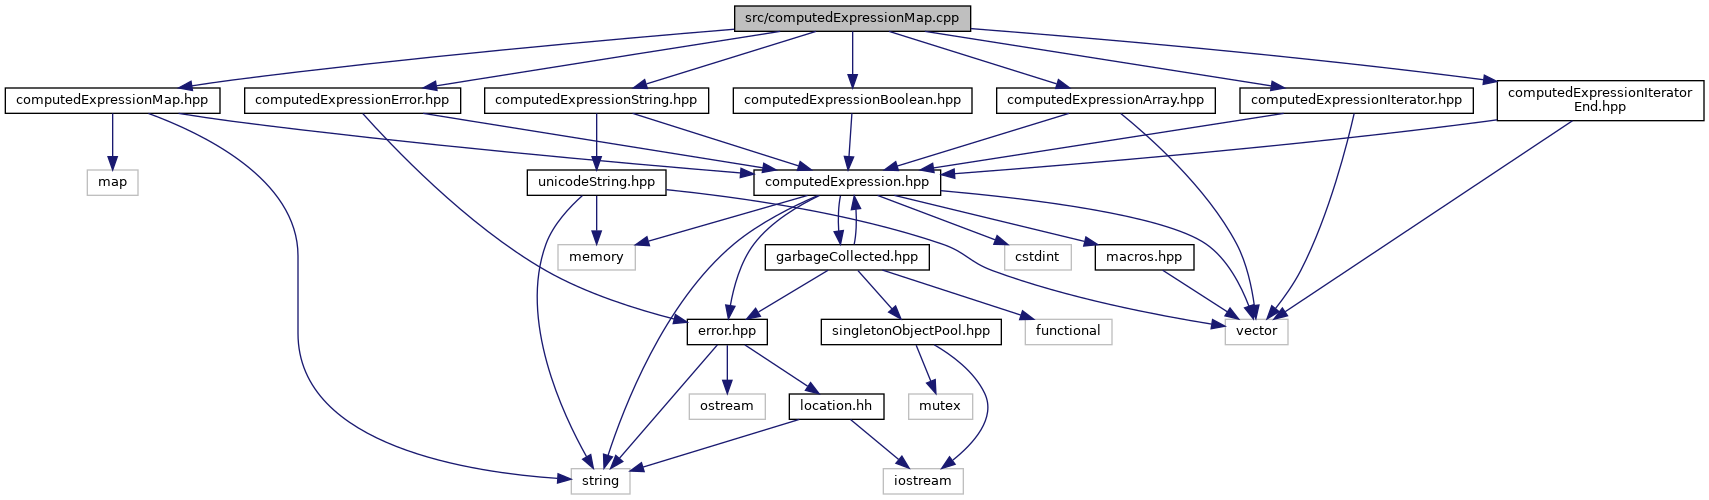 src/computedExpressionMap.cpp
computedExpressionMap.hpp
computedExpressionError.hpp
computedExpressionString.hpp
computedExpressionBoolean.hpp
computedExpressionArray.hpp
computedExpressionIterator.hpp
computedExpressionIterator
End.hpp
map
unicodeString.hpp
computedExpression.hpp
memory
garbageCollected.hpp
cstdint
macros.hpp
error.hpp
singletonObjectPool.hpp
functional
vector
ostream
location.hh
mutex
string
iostream